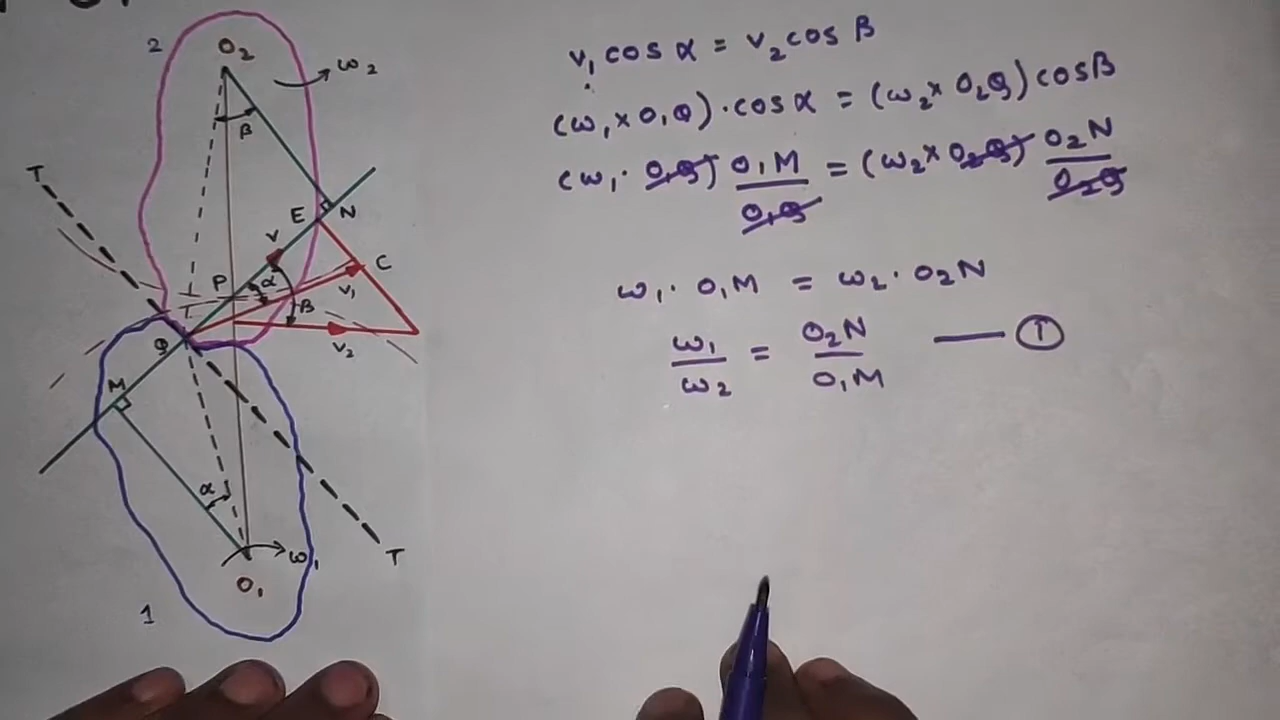 2
O₂
ω₂
β
T
E
N
V
C
P
α
V₁
β
Q
V₂
M
α
ω₁
T
O₁
1
v₁ cos α = v₂ cos β
(ω₁ × O₁Q) · cos α = (ω₂ × O₂Q) cos β
(ω₁ · O₁Q) O₁M / O₁Q = (ω₂ × O₂Q) O₂N / O₂Q
ω₁ · O₁M = ω₂ · O₂N
ω₁ / ω₂ = O₂N / O₁M — ①